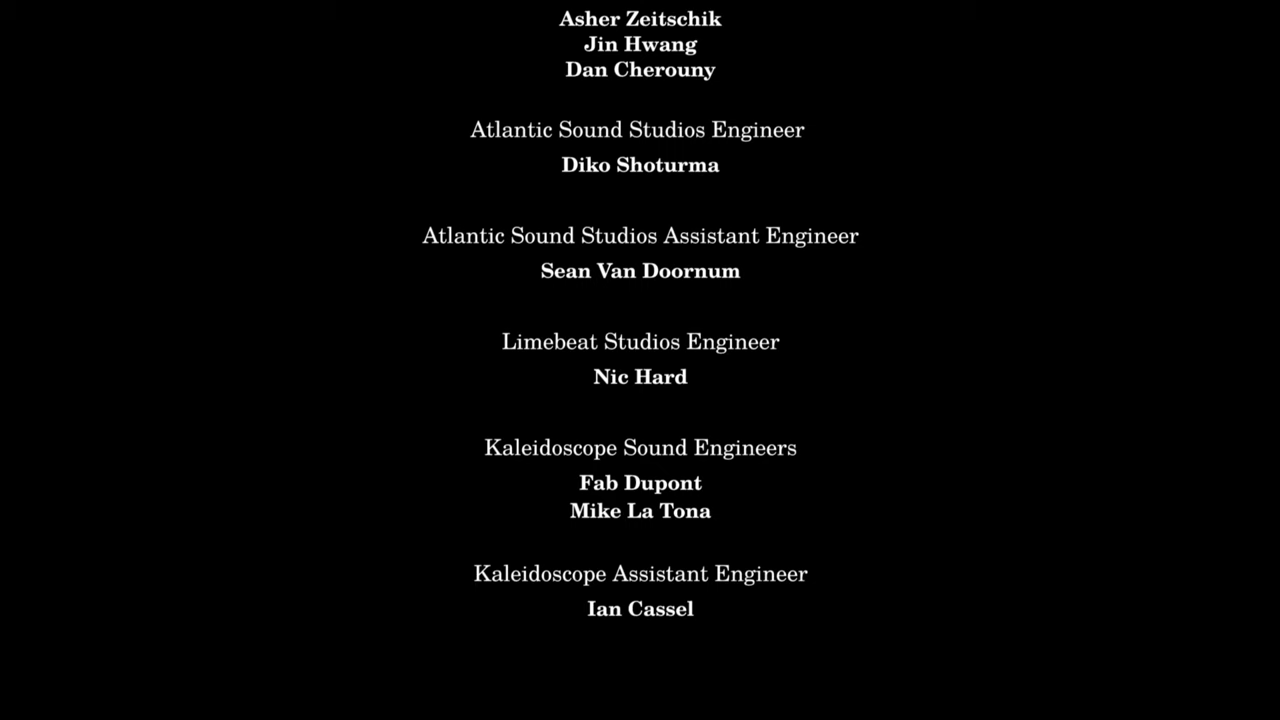 Asher Zeitschik
Jin Hwang
Dan Cherouny
Atlantic Sound Studios Engineer
Diko Shoturma
Atlantic Sound Studios Assistant Engineer
Sean Van Doornum
Limebeat Studios Engineer
Nic Hard
Kaleidoscope Sound Engineers
Fab Dupont
Mike La Tona
Kaleidoscope Assistant Engineer
Ian Cassel